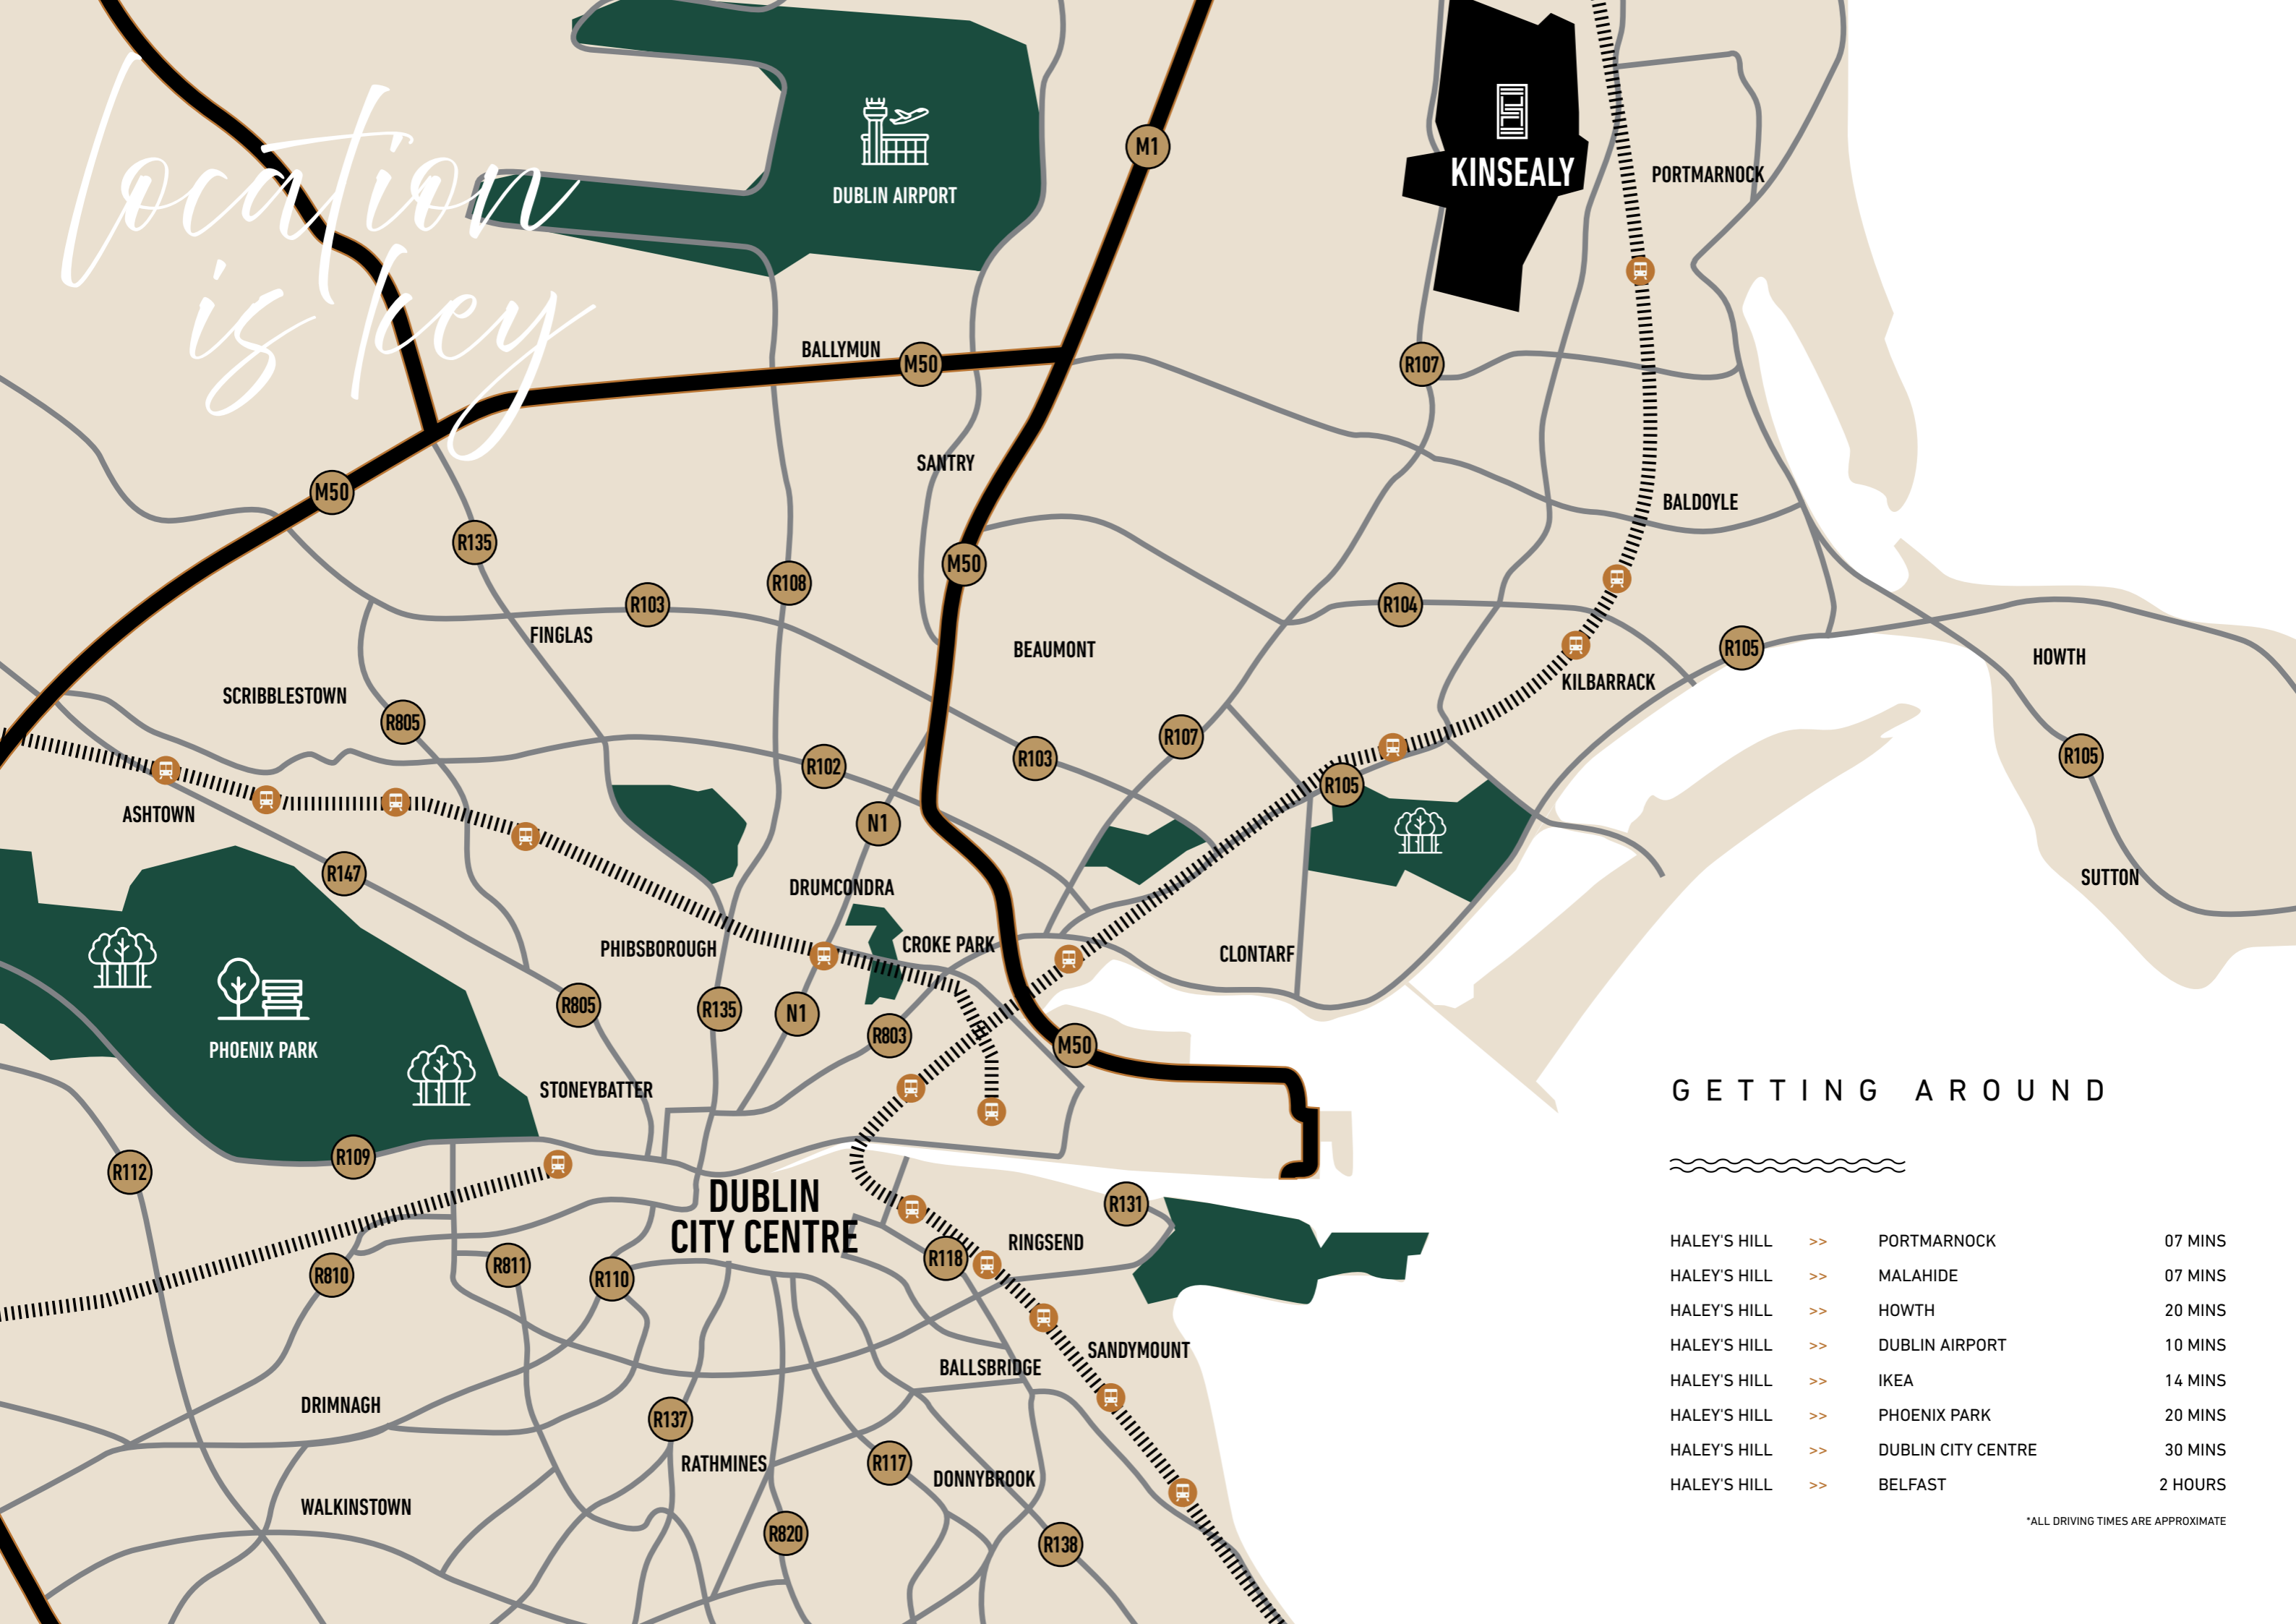 Location
is key
DUBLIN AIRPORT
M1
KINSEALY
PORTMARNOCK
BALLYMUN
M50
R107
SANTRY
M50
BALDOYLE
R135
M50
R108
R103
R104
FINGLAS
BEAUMONT
R105
HOWTH
KILBARRACK
SCRIBBLESTOWN
R805
R107
R103
R105
R102
R105
ASHTOWN
N1
R147
DRUMCONDRA
SUTTON
PHIBSBOROUGH
CROKE PARK
CLONTARF
R805
R135
N1
R803
M50
PHOENIX PARK
STONEYBATTER
R109
R112
DUBLIN
CITY CENTRE
R131
RINGSEND
R118
R811
R810
R110
SANDYMOUNT
BALLSBRIDGE
DRIMNAGH
R137
RATHMINES
R117
DONNYBROOK
WALKINSTOWN
R820
R138
GETTING AROUND
HALEY'S HILL >> PORTMARNOCK 07 MINS
HALEY'S HILL >> MALAHIDE 07 MINS
HALEY'S HILL >> HOWTH 20 MINS
HALEY'S HILL >> DUBLIN AIRPORT 10 MINS
HALEY'S HILL >> IKEA 14 MINS
HALEY'S HILL >> PHOENIX PARK 20 MINS
HALEY'S HILL >> DUBLIN CITY CENTRE 30 MINS
HALEY'S HILL >> BELFAST 2 HOURS
*ALL DRIVING TIMES ARE APPROXIMATE